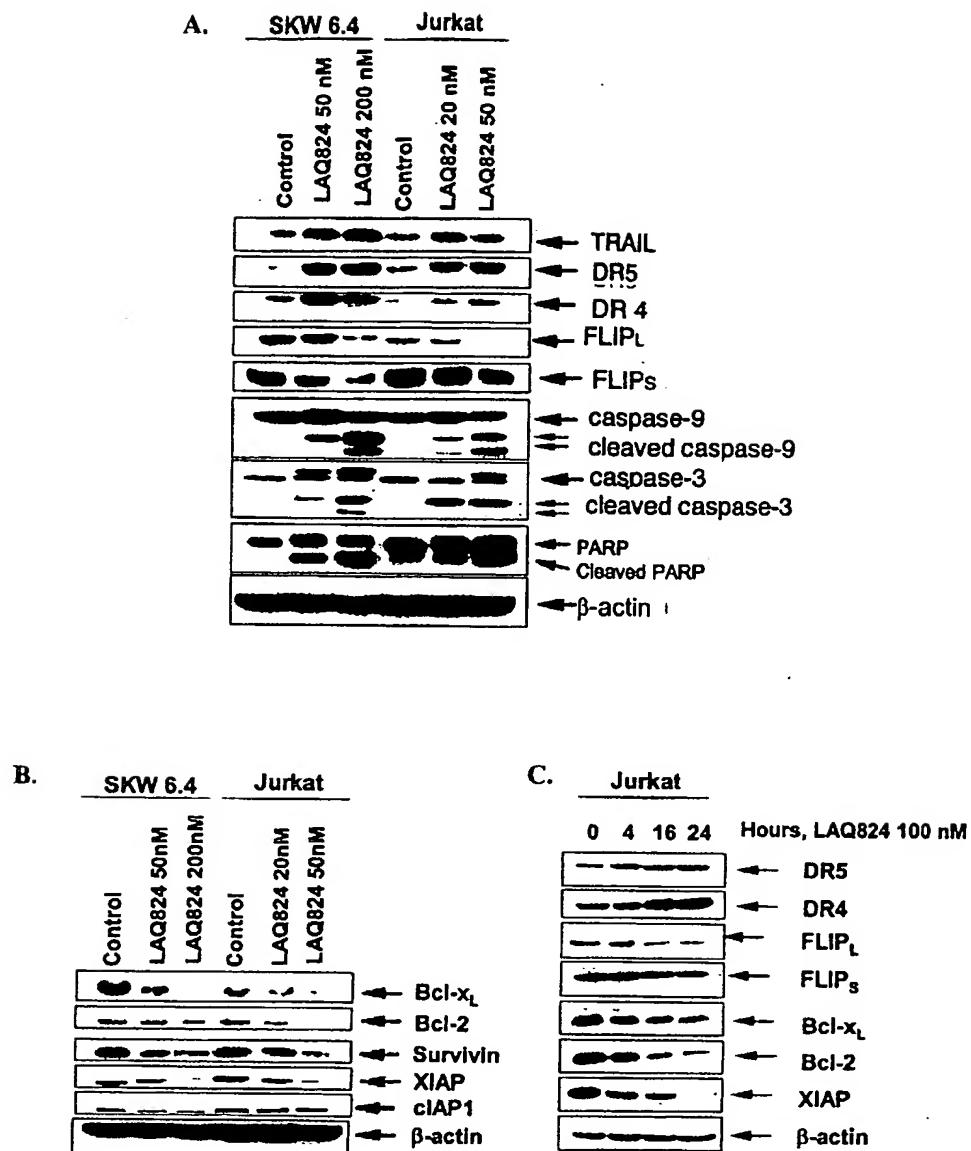 A.
SKW 6.4 Jurkat
Control
LAQ824 50 nM
LAQ824 200 nM
Control
LAQ824 20 nM
LAQ824 50 nM
TRAIL
DR5
DR 4
FLIPL
FLIPs
caspase-9
cleaved caspase-9
caspase-3
cleaved caspase-3
PARP
Cleaved PARP
β-actin
B.
SKW 6.4 Jurkat
Control
LAQ824 50nM
LAQ824 200nM
Control
LAQ824 20nM
LAQ824 50nM
Bcl-xL
Bcl-2
Survivin
XIAP
cIAP1
β-actin
C.
Jurkat
0 4 16 24 Hours, LAQ824 100 nM
DR5
DR4
FLIPL
FLIPS
Bcl-xL
Bcl-2
XIAP
β-actin